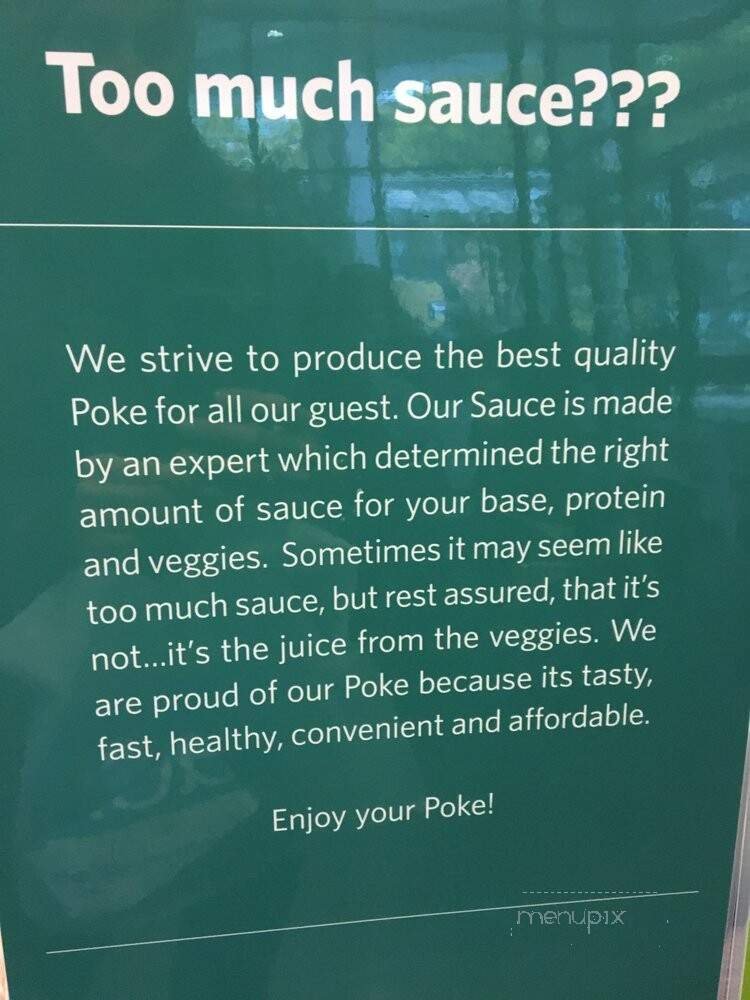 Too much sauce???
We strive to produce the best quality
Poke for all our guest. Our Sauce is made
by an expert which determined the right
amount of sauce for your base, protein
and veggies. Sometimes it may seem like
too much sauce, but rest assured, that it's
not...it's the juice from the veggies. We
are proud of our Poke because its tasty,
fast, healthy, convenient and affordable.
Enjoy your Poke!
menupix